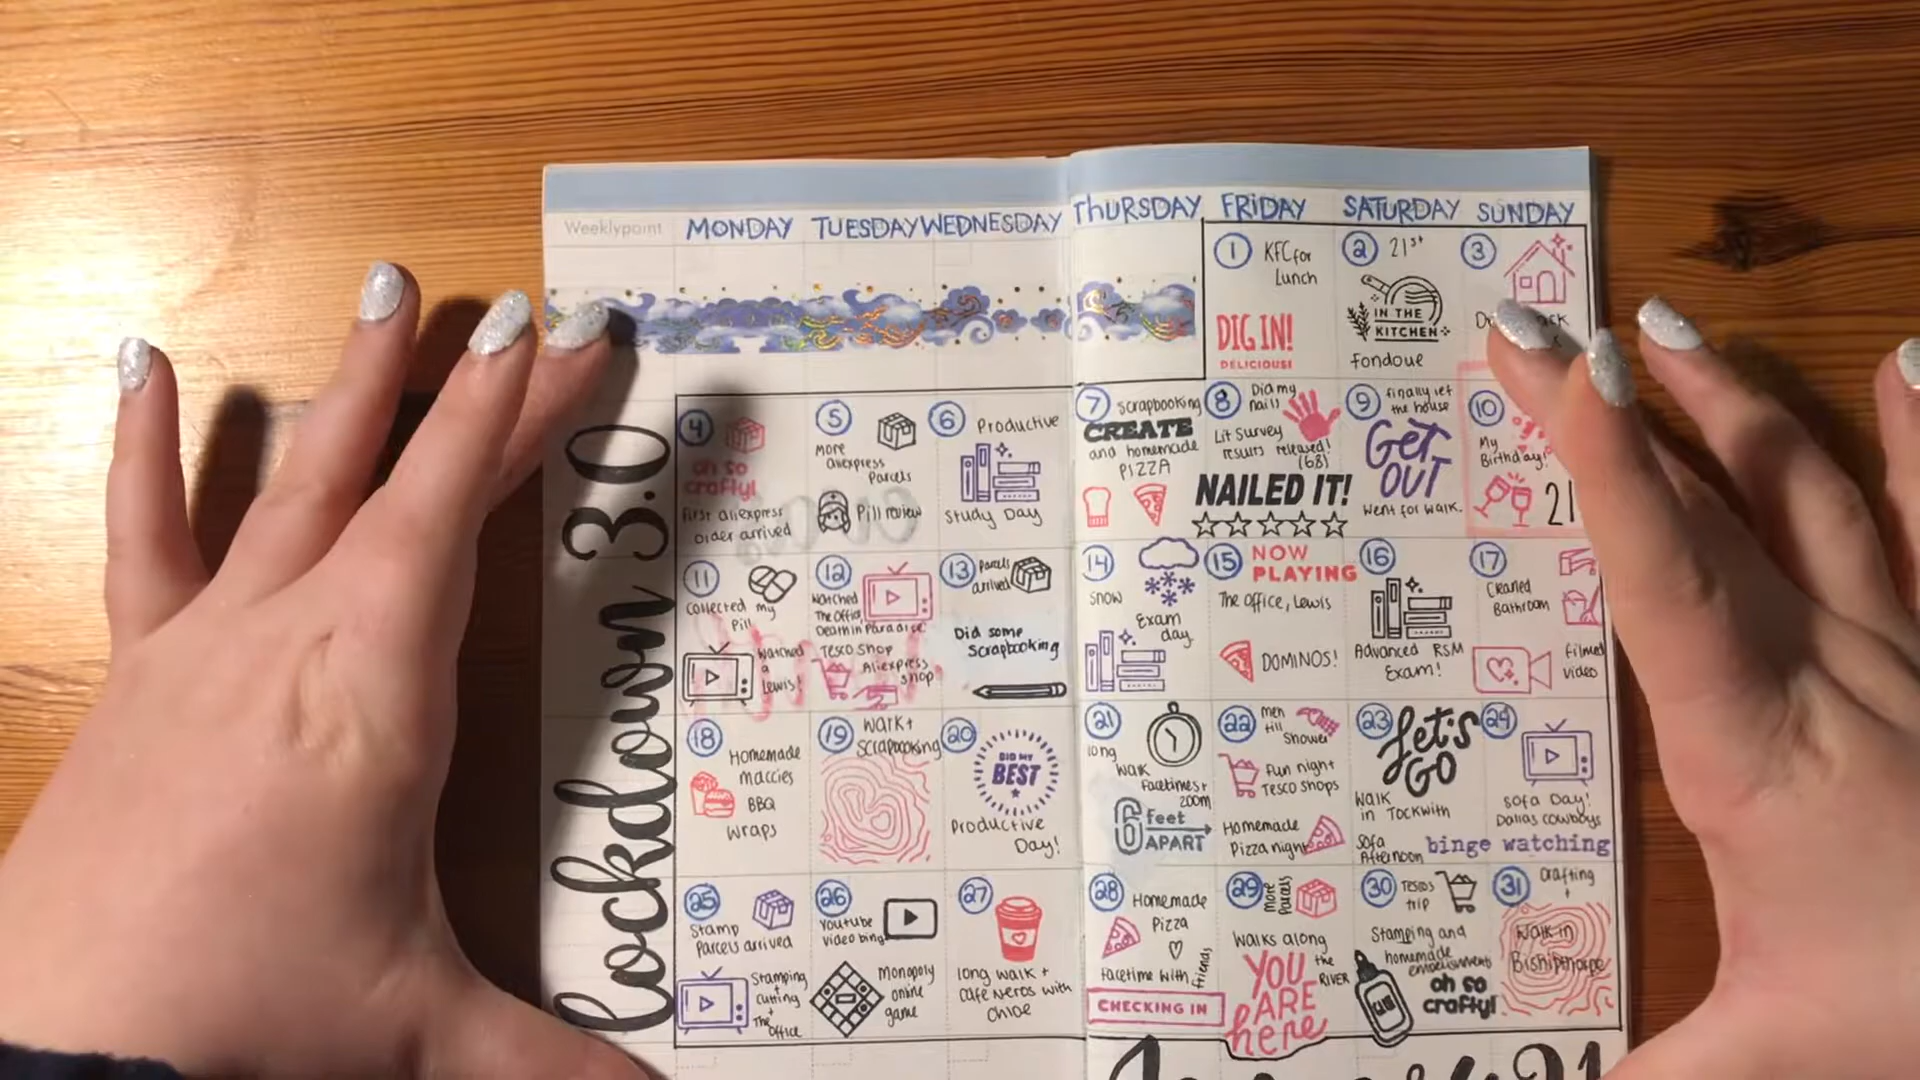 Weeklypoint MONDAY TUESDAY WEDNESDAY THURSDAY FRIDAY SATURDAY SUNDAY
Lockdown 3.0
1 KFC for
Lunch
DIG IN!
DELICIOUS!
2 21st
IN THE
KITCHEN
fondoue
3
4
oh so
crafty!
First aliexpress
order arrived
5
More
aliexpress
Parcels
Pill review
6 Productive
Study Day
7 Scrapbooking
CREATE
and homemade
PIZZA
8 Did my
nails
Lit Survey
results released!
(68)
NAILED IT!
9 finally let
the house
Get
OUT
went for walk.
10
My
Birthday!
21
11
collected my
Pill
Watched
a
Lewis!
12
Watched
The Office,
Death in Paradise
Tesco shop
Aliexpress
shop
13 Parcels
arrived
Did some
Scrapbooking
14
Snow
Exam
day
15 NOW
PLAYING
The Office, Lewis
DOMINOS!
16
Advanced RSM
Exam!
17
Cleaned
Bathroom
filmed
video
18
Homemade
maccies
BBQ
Wraps
19 Walk +
Scrapbooking
20
DID MY
BEST
Productive
Day!
21
long
walk
Facetimes +
zoom
6 feet
APART
22 Men
till
Shower
Fun night
Tesco shops
Homemade
Pizza night
23 Let's
GO
Walk
in Tockwith
Sofa
Afternoon
24
Sofa Day!
Dallas cowboys
binge watching
25
Stamp
Parcels arrived
Stamping
+
cutting
+
The office
26
Youtube
video bing
Monopoly
online
game
27
long walk +
Cafe Neros with
Chloe
28 Homemade
Pizza
facetime with friends
CHECKING IN
29 More Parcels
Walks along
the
RIVER
YOU
ARE
here
30 Tescos
trip
Stamping and
homemade
embellishments
oh so
crafty!
31 Crafting
+
Walk in
Bishipthorpe